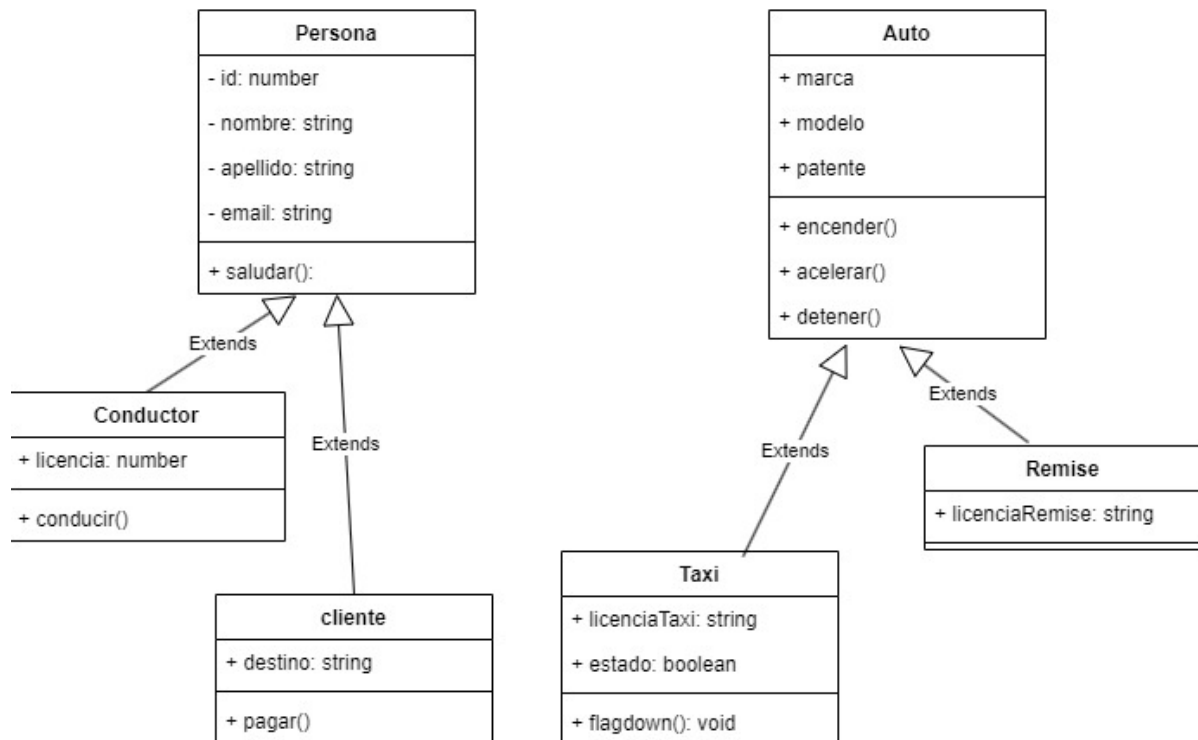 Persona
- id: number
- nombre: string
- apellido: string
- email: string
+ saludar():
Extends
Conductor
+ licencia: number
+ conducir()
Extends
cliente
+ destino: string
+ pagar()
Auto
+ marca
+ modelo
+ patente
+ encender()
+ acelerar()
+ detener()
Extends
Taxi
+ licenciaTaxi: string
+ estado: boolean
+ flagdown(): void
Extends
Remise
+ licenciaRemise: string